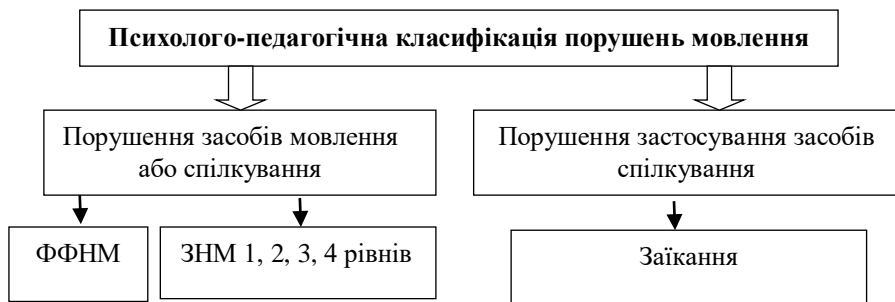 Психолого-педагогічна класифікація порушень мовлення
Порушення засобів мовлення
або спілкування
Порушення застосування засобів
спілкування
ФФНМ
ЗНМ 1, 2, 3, 4 рівнів
Заїкання